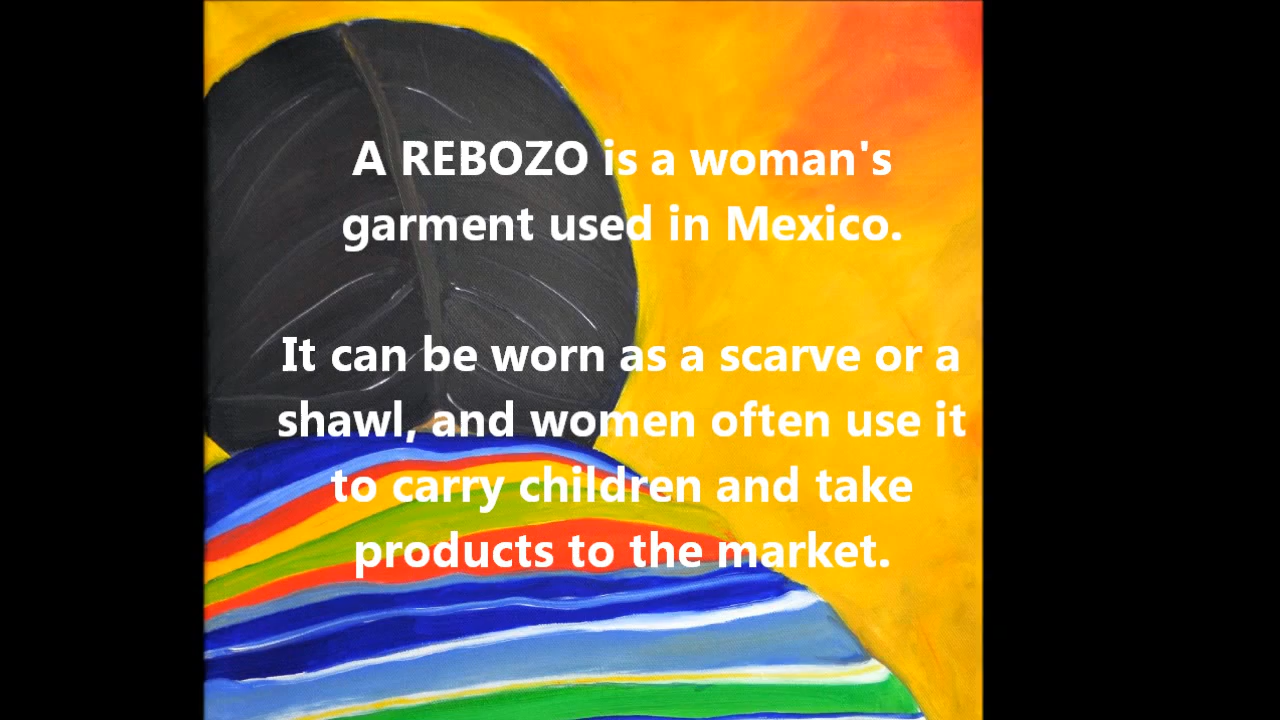 A REBOZO is a woman's
garment used in Mexico.
It can be worn as a scarve or a
shawl, and women often use it
to carry children and take
products to the market.